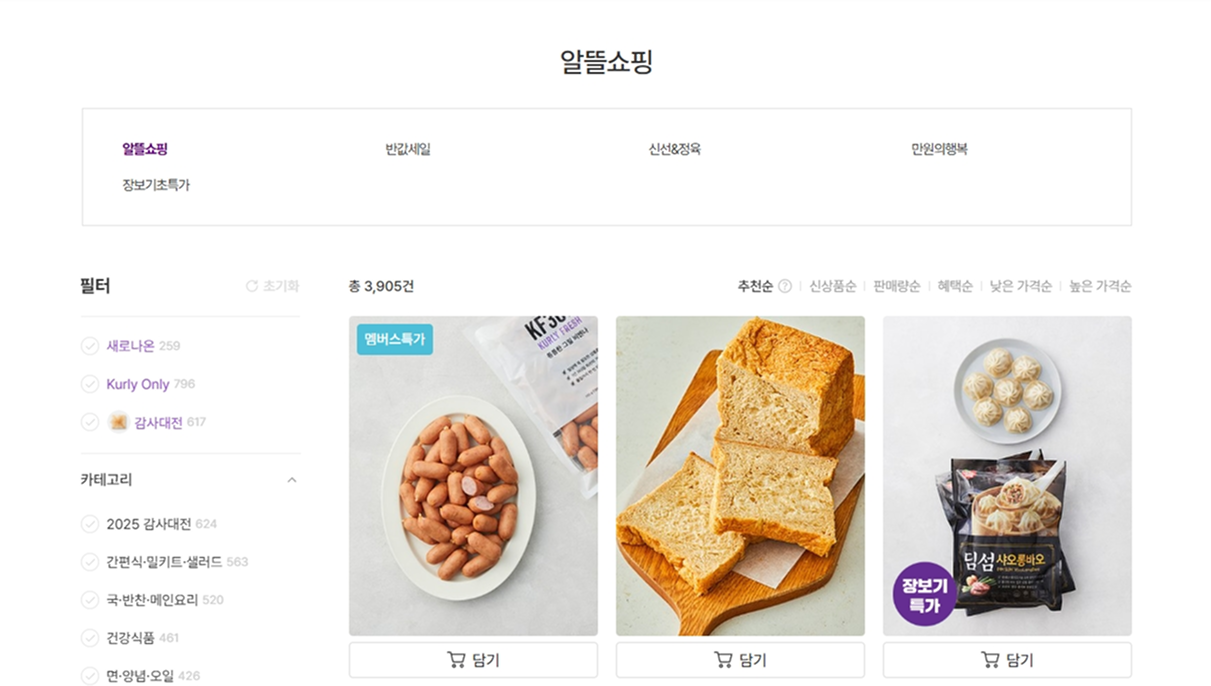 알뜰쇼핑
알뜰쇼핑 반값세일 신선&정육 만원의행복
장보기초특가
필터 초기화
총 3,905건 추천순 신상품순 판매량순 혜택순 낮은 가격순 높은 가격순
새로나온 259
Kurly Only 796
감사대전 617
카테고리
2025 감사대전 624
간편식·밀키트·샐러드 563
국·반찬·메인요리 520
건강식품 461
면·양념·오일 426
멤버스특가
KURLY FRESH
딤섬 샤오롱바오
장보기
특가
담기 담기 담기